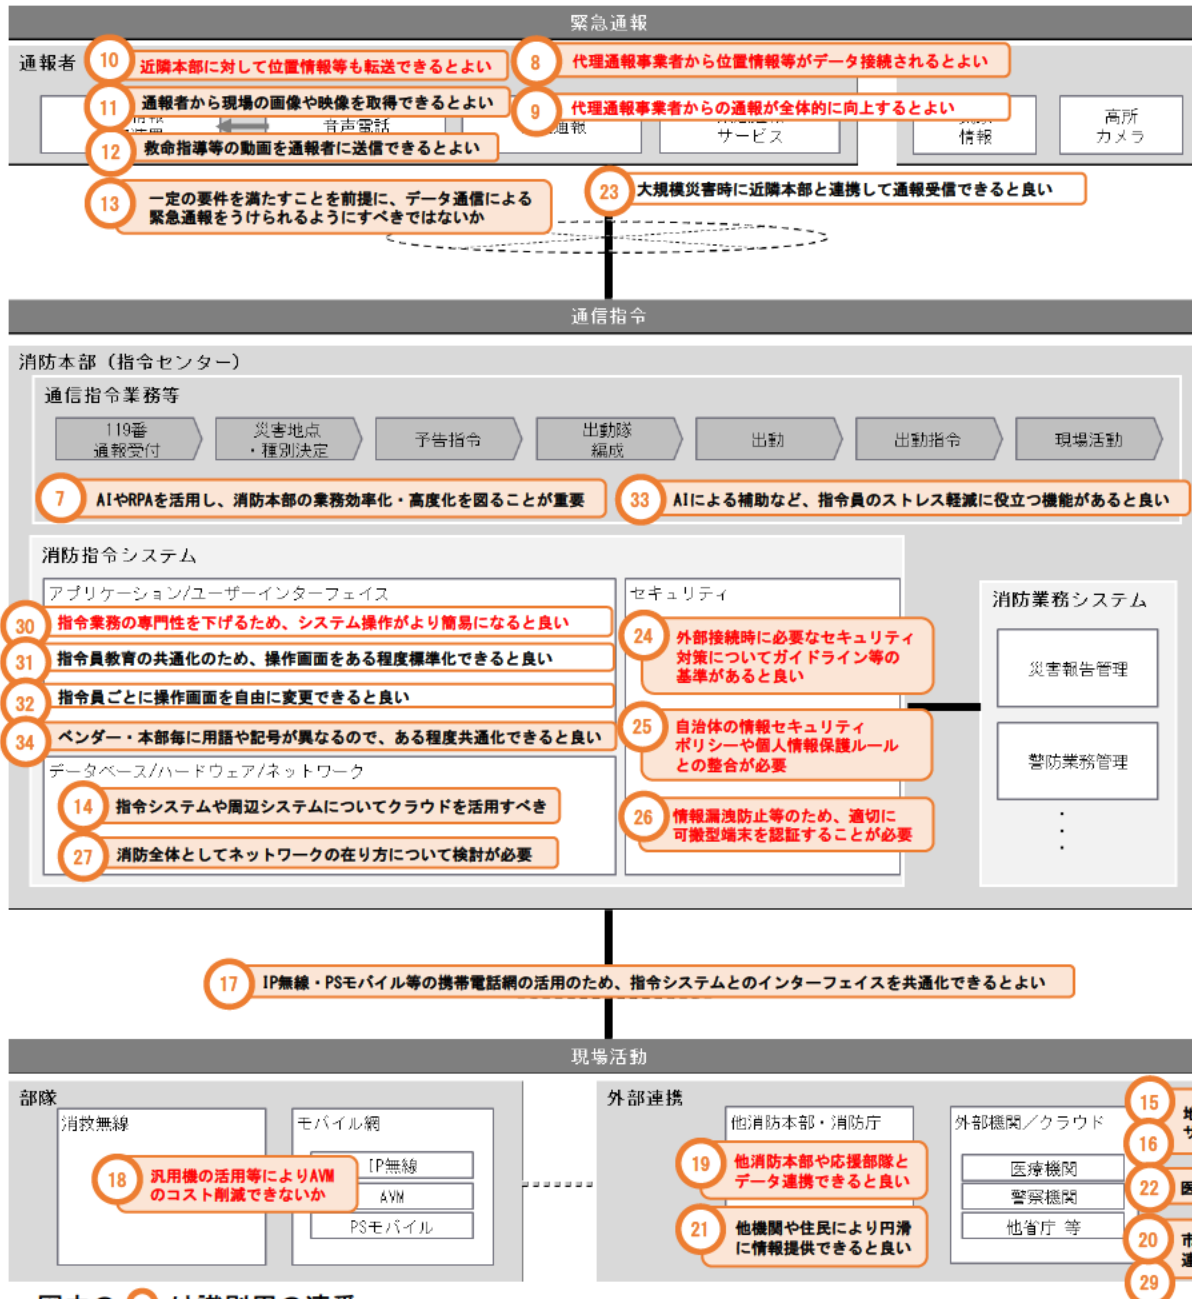 緊急通報
通報者
10
近隣本部に対して位置情報等も転送できるとよい
8
代理通報事業者から位置情報等がデータ接続されるとよい
11
通報者から現場の画像や映像を取得できるとよい
9
代理通報事業者からの通報が全体的に向上するとよい
情報
音声電話
通報
サービス
情報
高所
カメラ
12
救命指導等の動画を通報者に送信できるとよい
13
一定の要件を満たすことを前提に、データ通信による
緊急通報をうけられるようにすべきではないか
23
大規模災害時に近隣本部と連携して通報受信できると良い
通信指令
消防本部（指令センター）
通信指令業務等
119番
通報受付
災害地点
・種別決定
予告指令
出動隊
編成
出動
出動指令
現場活動
7
AIやRPAを活用し、消防本部の業務効率化・高度化を図ることが重要
33
AIによる補助など、指令員のストレス軽減に役立つ機能があると良い
消防指令システム
アプリケーション/ユーザーインターフェイス
30
指令業務の専門性を下げるため、システム操作がより簡易になると良い
31
指令員教育の共通化のため、操作画面をある程度標準化できると良い
32
指令員ごとに操作画面を自由に変更できると良い
34
ベンダー・本部毎に用語や記号が異なるので、ある程度共通化できると良い
データベース/ハードウェア/ネットワーク
14
指令システムや周辺システムについてクラウドを活用すべき
27
消防全体としてネットワークの在り方について検討が必要
セキュリティ
24
外部接続時に必要なセキュリティ
対策についてガイドライン等の
基準があると良い
25
自治体の情報セキュリティ
ポリシーや個人情報保護ルール
との整合が必要
26
情報漏洩防止等のため、適切に
可搬型端末を認証することが必要
消防業務システム
災害報告管理
警防業務管理
・
・
・
17
IP無線・PSモバイル等の携帯電話網の活用のため、指令システムとのインターフェイスを共通化できるとよい
現場活動
部隊
消救無線
モバイル網
IP無線
AVM
PSモバイル
18
汎用機の活用等によりAVM
のコスト削減できないか
外部連携
他消防本部・消防庁
19
他消防本部や応援部隊と
データ連携できると良い
21
他機関や住民により円滑
に情報提供できると良い
外部機関／クラウド
医療機関
警察機関
他省庁 等
15
16
サ
22
医
20
市
連
29